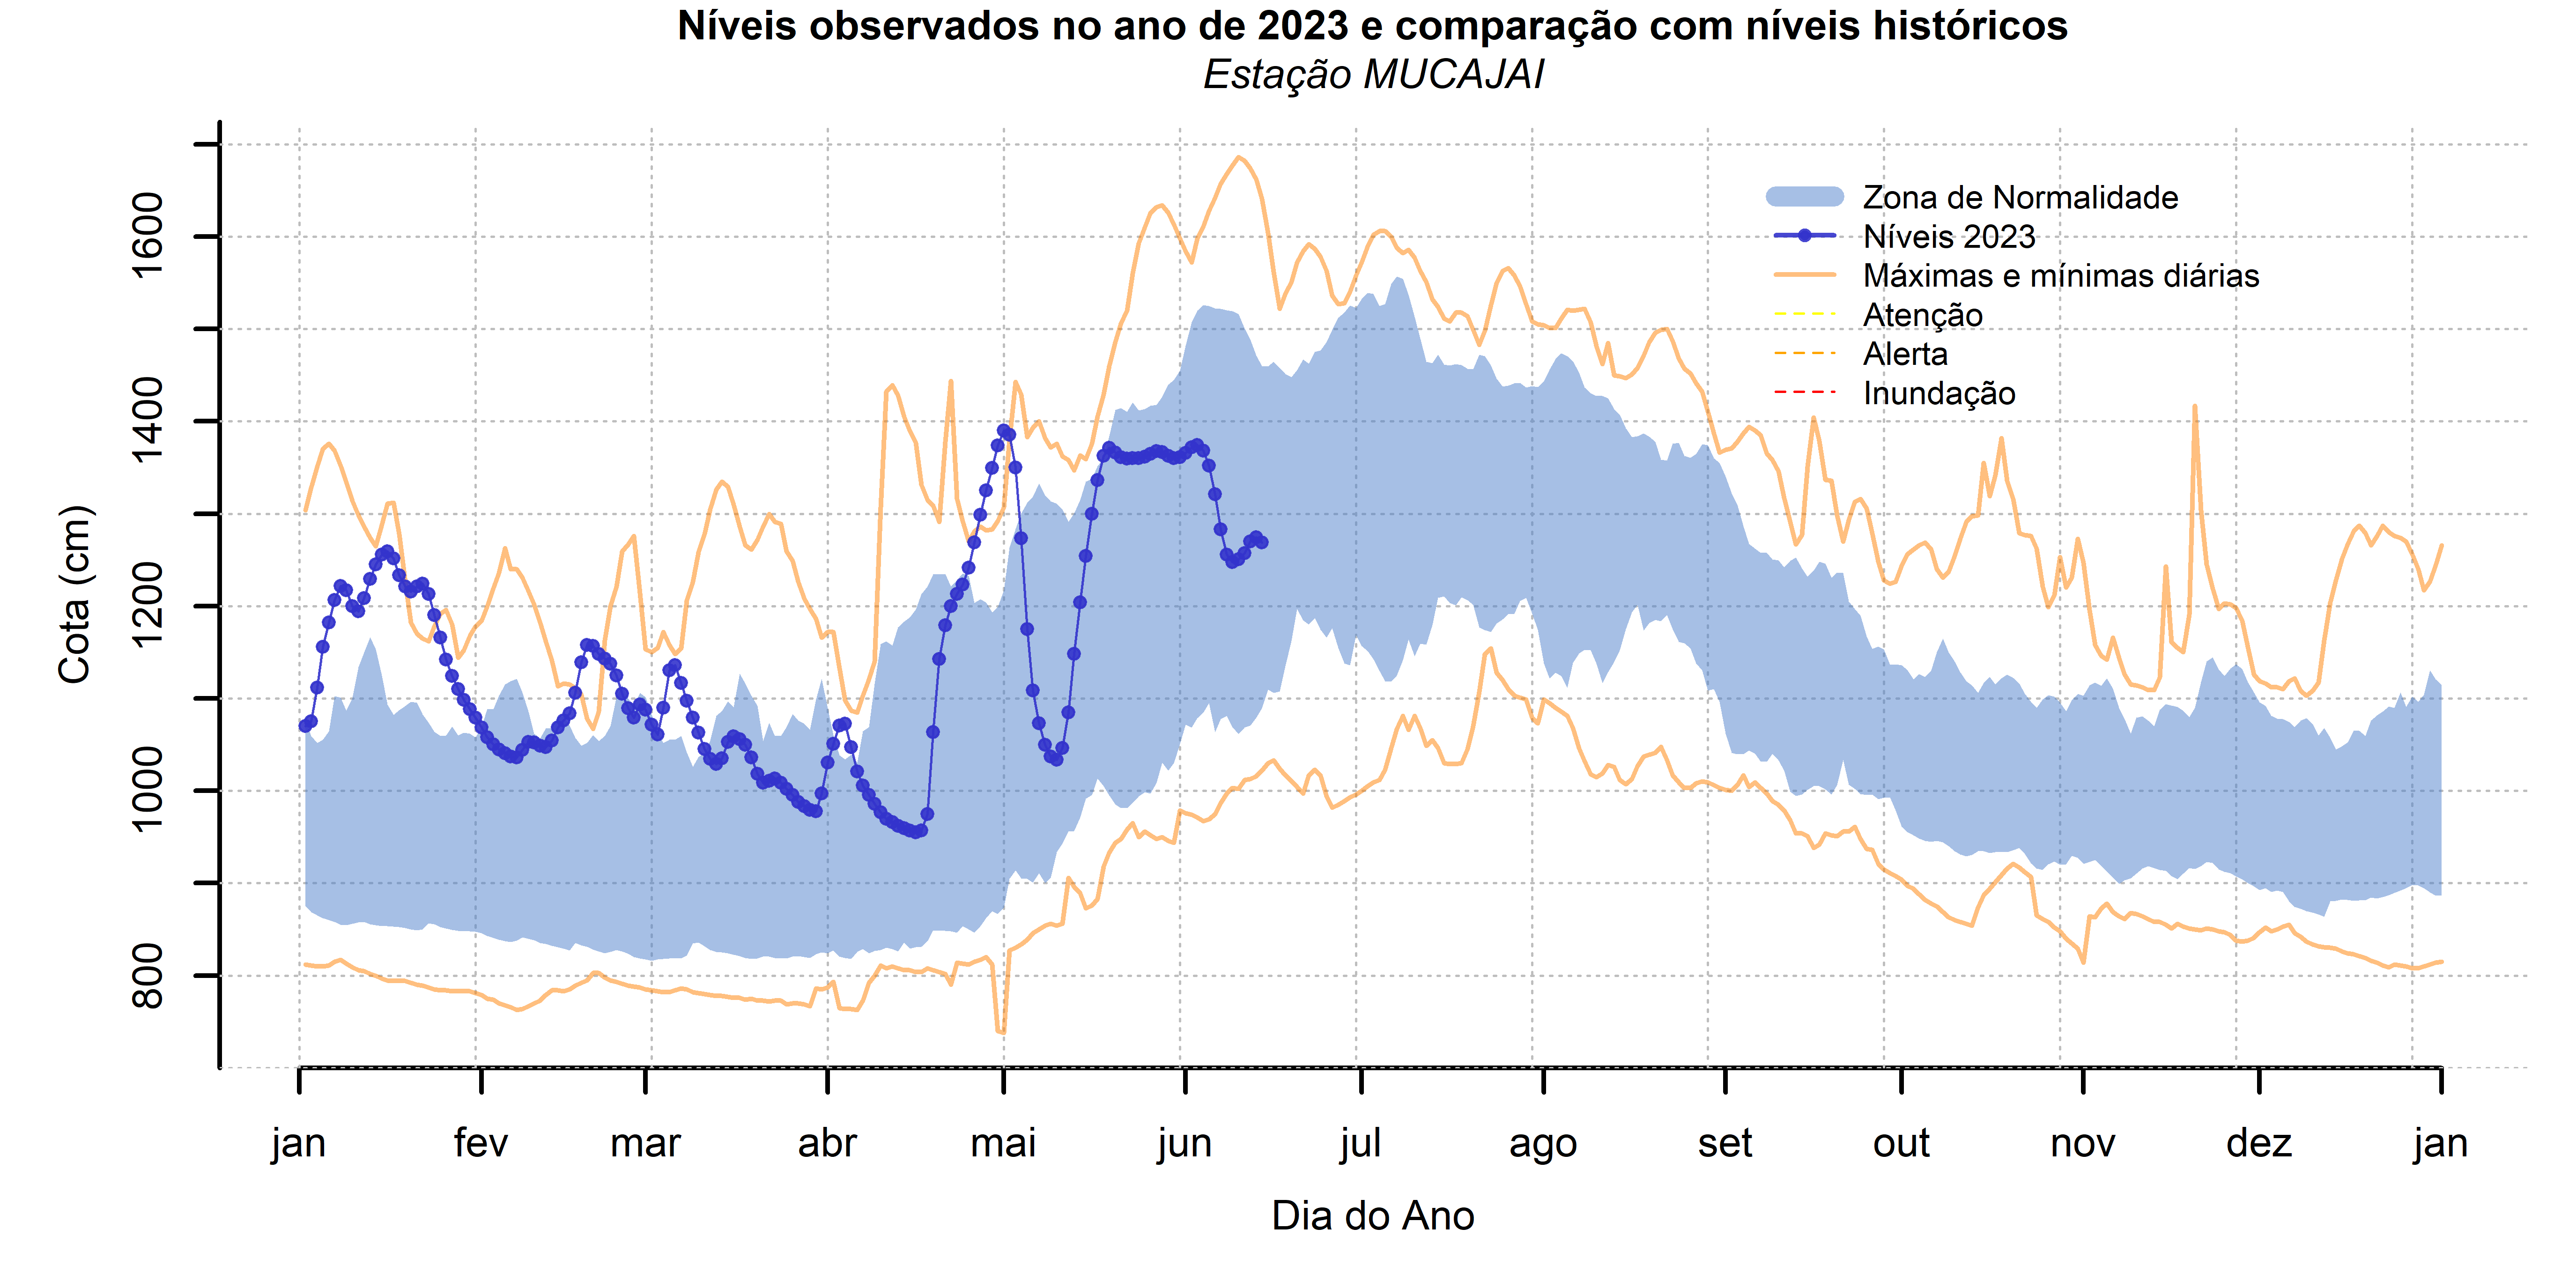 Níveis observados no ano de 2023 e comparação com níveis históricos
Estação MUCAJAI
Zona de Normalidade
Níveis 2023
Máximas e mínimas diárias
Atenção
Alerta
Inundação
Cota (cm)
1600
1400
1200
1000
800
jan fev mar abr mai jun jul ago set out nov dez jan
Dia do Ano